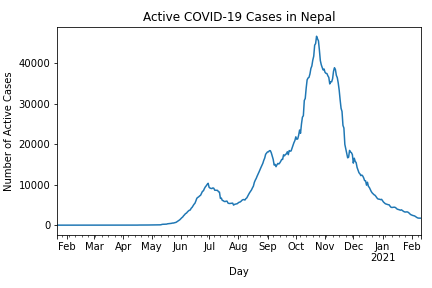 Active COVID-19 Cases in Nepal
Number of Active Cases
40000
30000
20000
10000
0
Feb Mar Apr May Jun Jul Aug Sep Oct Nov Dec Jan Feb
2021
Day